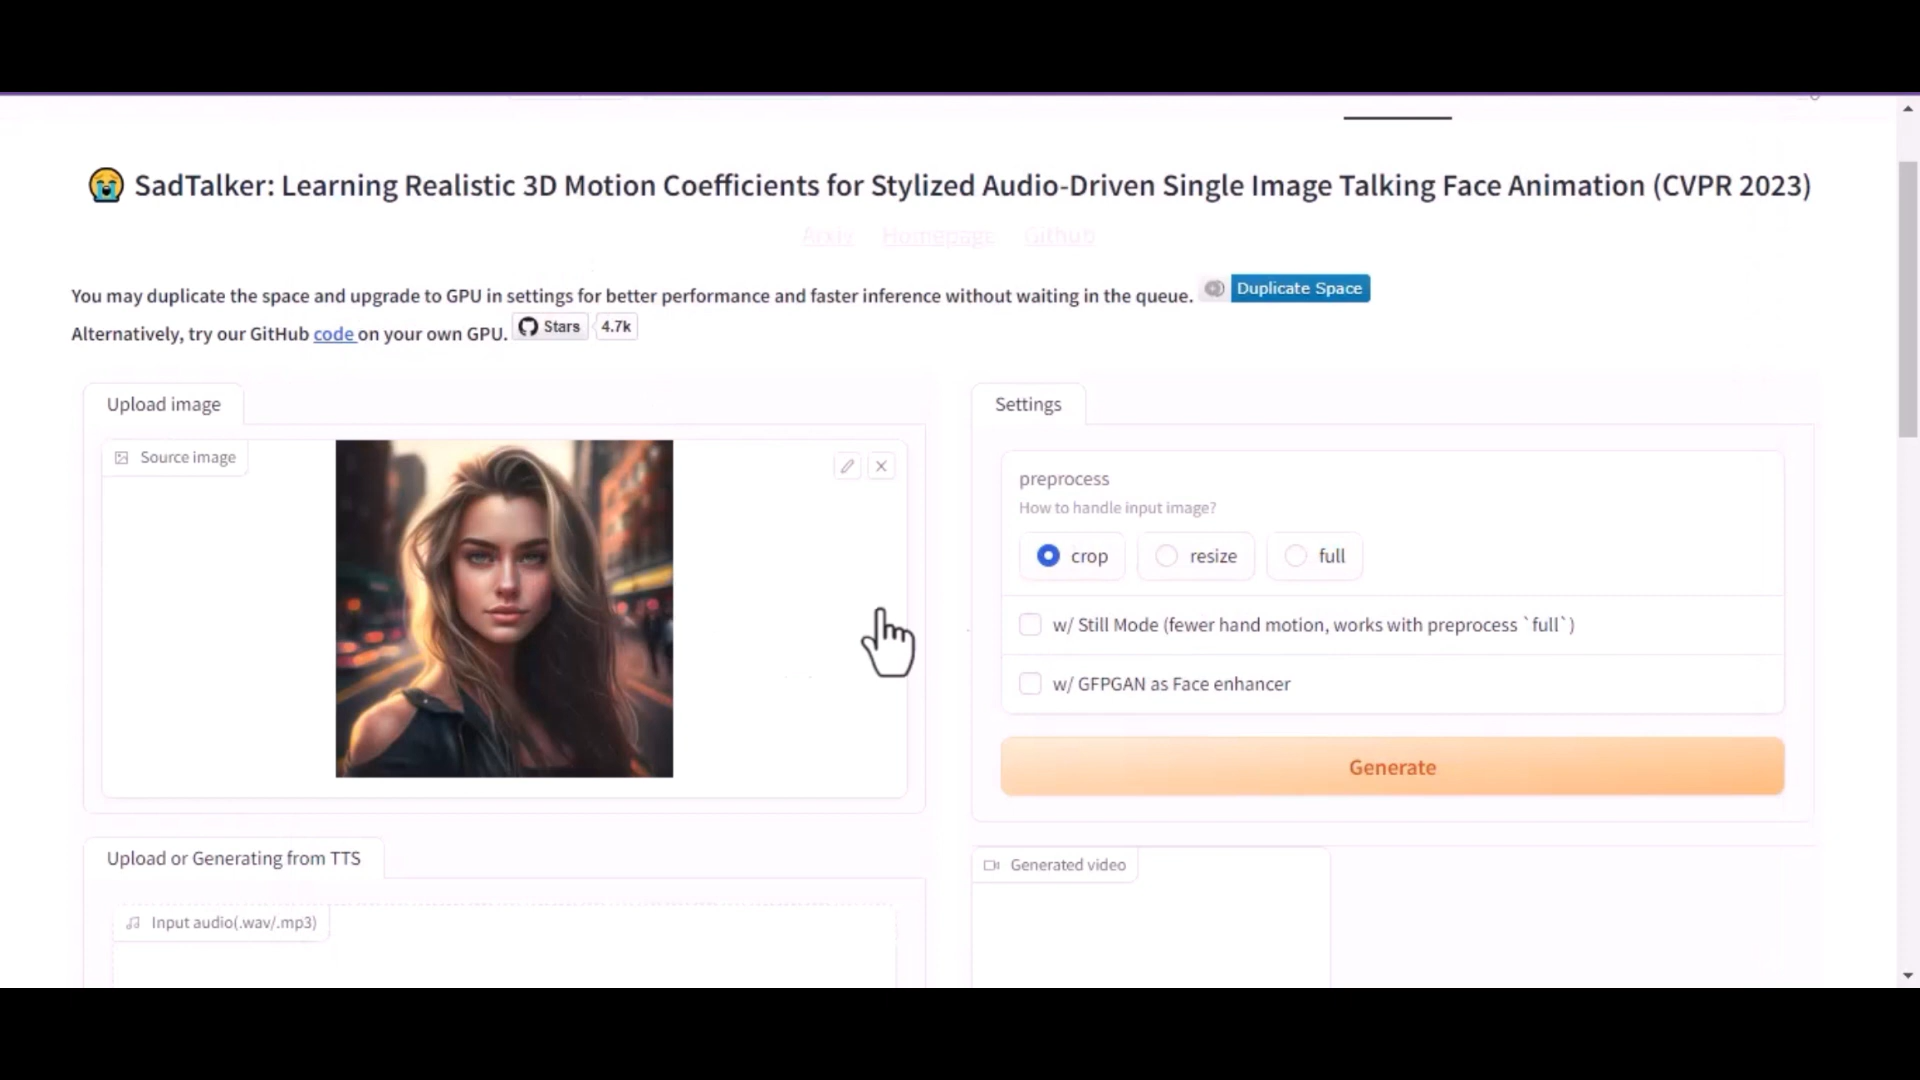 SadTalker: Learning Realistic 3D Motion Coefficients for Stylized Audio-Driven Single Image Talking Face Animation (CVPR 2023)
Arxiv Homepage Github
You may duplicate the space and upgrade to GPU in settings for better performance and faster inference without waiting in the queue. Duplicate Space
Alternatively, try our GitHub code on your own GPU. Stars 4.7k
Upload image
Source image
Settings
preprocess
How to handle input image?
crop resize full
w/ Still Mode (fewer hand motion, works with preprocess `full`)
w/ GFPGAN as Face enhancer
Generate
Upload or Generating from TTS
Input audio(.wav/.mp3)
Generated video